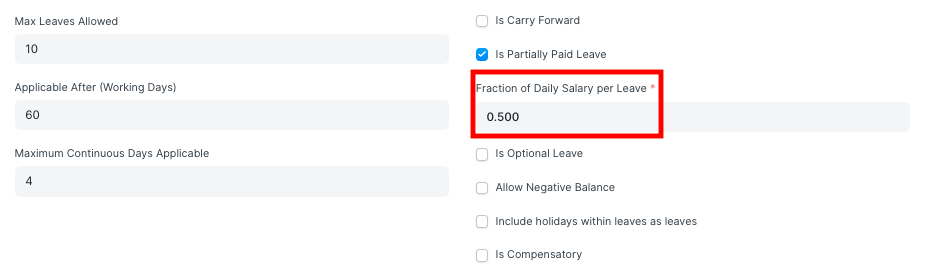 Max Leaves Allowed
10
Applicable After (Working Days)
60
Maximum Continuous Days Applicable
4
Is Carry Forward
Is Partially Paid Leave
Fraction of Daily Salary per Leave *
0.500
Is Optional Leave
Allow Negative Balance
Include holidays within leaves as leaves
Is Compensatory